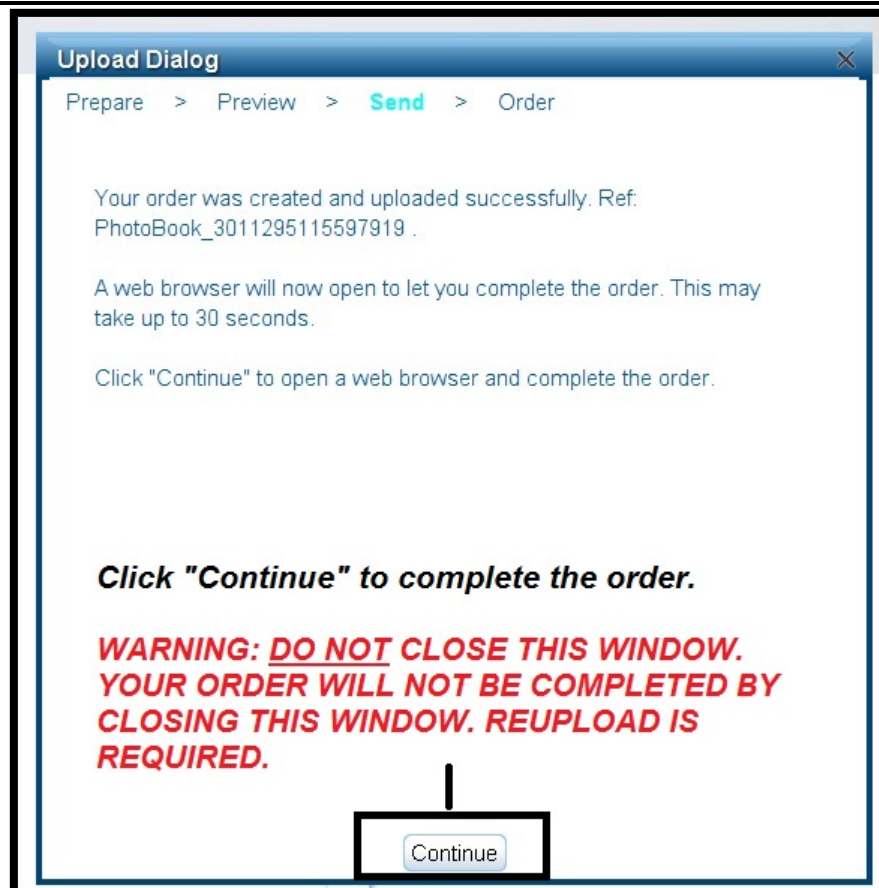 Upload Dialog
Prepare > Preview > Send > Order
Your order was created and uploaded successfully. Ref:
PhotoBook_3011295115597919 .
A web browser will now open to let you complete the order. This may
take up to 30 seconds.
Click "Continue" to open a web browser and complete the order.
Click "Continue" to complete the order.
WARNING: DO NOT CLOSE THIS WINDOW.
YOUR ORDER WILL NOT BE COMPLETED BY
CLOSING THIS WINDOW. REUPLOAD IS
REQUIRED.
Continue